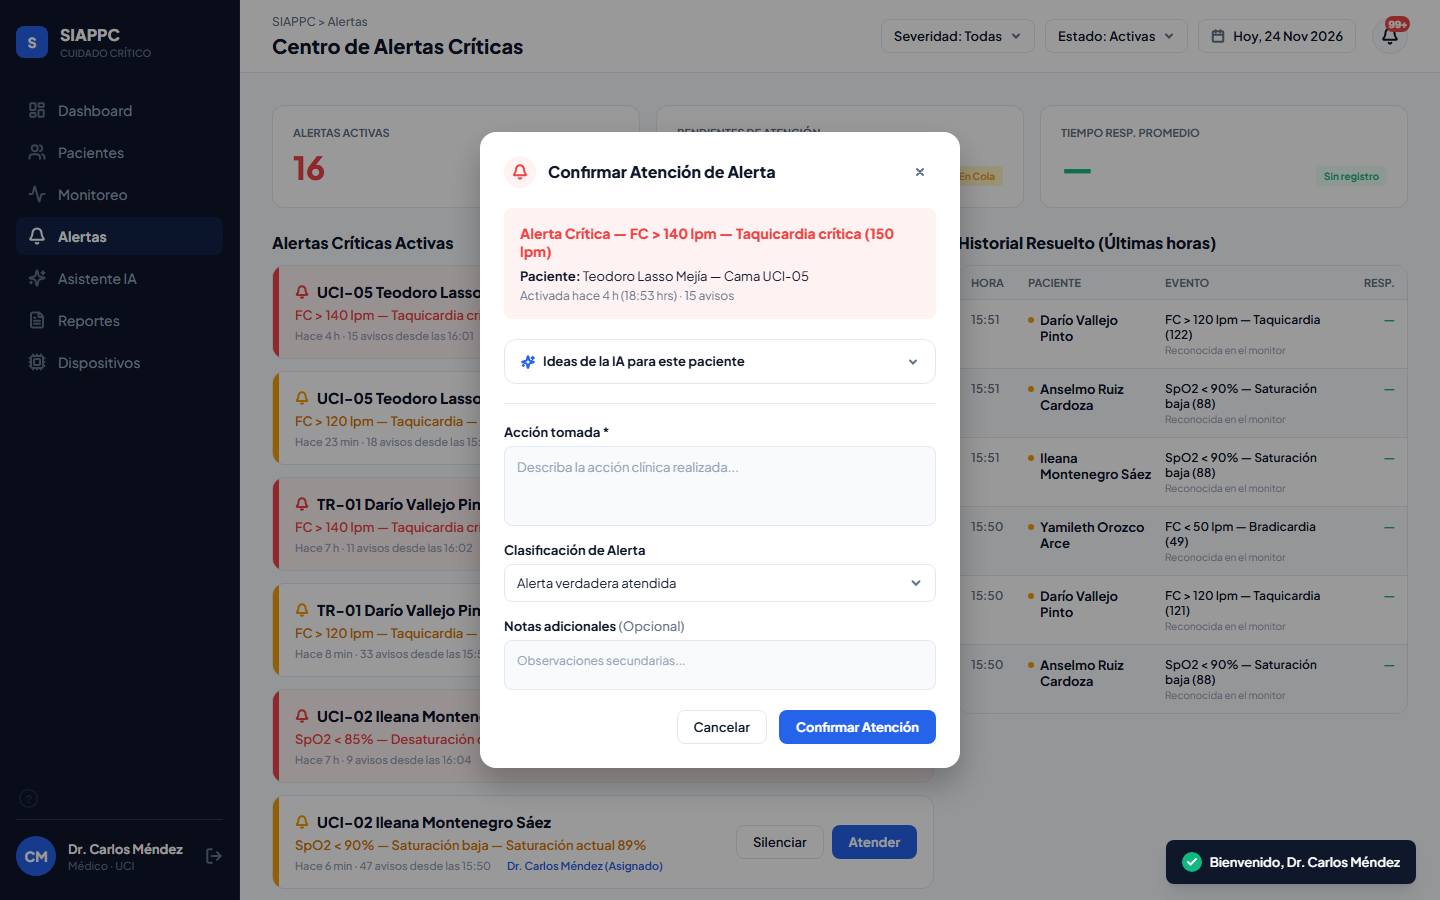 S
SIAPPC
CUIDADO CRÍTICO
Dashboard
Pacientes
Monitoreo
Alertas
Asistente IA
Reportes
Dispositivos
?
CM
Dr. Carlos Méndez
Médico · UCI
SIAPPC > Alertas
Centro de Alertas Críticas
Severidad: Todas
Estado: Activas
Hoy, 24 Nov 2026
99+
ALERTAS ACTIVAS
16
PENDIENTES DE ATENCIÓN
En Cola
TIEMPO RESP. PROMEDIO
—
Sin registro
Alertas Críticas Activas
UCI-05 Teodoro Lasso
FC > 140 lpm — Taquicardia
Hace 4 h · 15 avisos desde las 16:01
UCI-05 Teodoro Lasso
FC > 120 lpm — Taquicardia —
Hace 23 min · 18 avisos desde las 15:
TR-01 Darío Vallejo
FC > 140 lpm — Taquicardia
Hace 7 h · 11 avisos desde las 16:02
TR-01 Darío Vallejo
FC > 120 lpm — Taquicardia —
Hace 8 min · 33 avisos desde las
UCI-02 Ileana
SpO2 < 85% — Desaturación
Hace 7 h · 9 avisos desde las 16:04
UCI-02 Ileana Montenegro Sáez
SpO2 < 90% — Saturación baja — Saturación actual 89%
Hace 6 min · 47 avisos desde las 15:50 Dr. Carlos Méndez (Asignado)
Silenciar
Atender
Confirmar Atención de Alerta
Alerta Crítica — FC > 140 lpm — Taquicardia crítica (150
lpm)
Paciente: Teodoro Lasso Mejía — Cama UCI-05
Activada hace 4 h (18:53 hrs) · 15 avisos
Ideas de la IA para este paciente
Acción tomada *
Describa la acción clínica realizada...
Clasificación de Alerta
Alerta verdadera atendida
Notas adicionales (Opcional)
Observaciones secundarias...
Cancelar
Confirmar Atención
Historial Resuelto (Últimas horas)
HORA PACIENTE EVENTO RESP.
15:51 Darío Vallejo FC > 120 lpm — Taquicardia —
Pinto (122)
Reconocida en el monitor
15:51 Anselmo Ruiz SpO2 < 90% — Saturación —
Cardoza baja (88)
Reconocida en el monitor
15:51 Ileana SpO2 < 90% — Saturación —
Montenegro Sáez baja (88)
Reconocida en el monitor
15:50 Yamileth Orozco FC < 50 lpm — Bradicardia —
Arce (49)
Reconocida en el monitor
15:50 Darío Vallejo FC > 120 lpm — Taquicardia —
Pinto (121)
Reconocida en el monitor
15:50 Anselmo Ruiz SpO2 < 90% — Saturación —
Cardoza baja (88)
Reconocida en el monitor
Bienvenido, Dr. Carlos Méndez